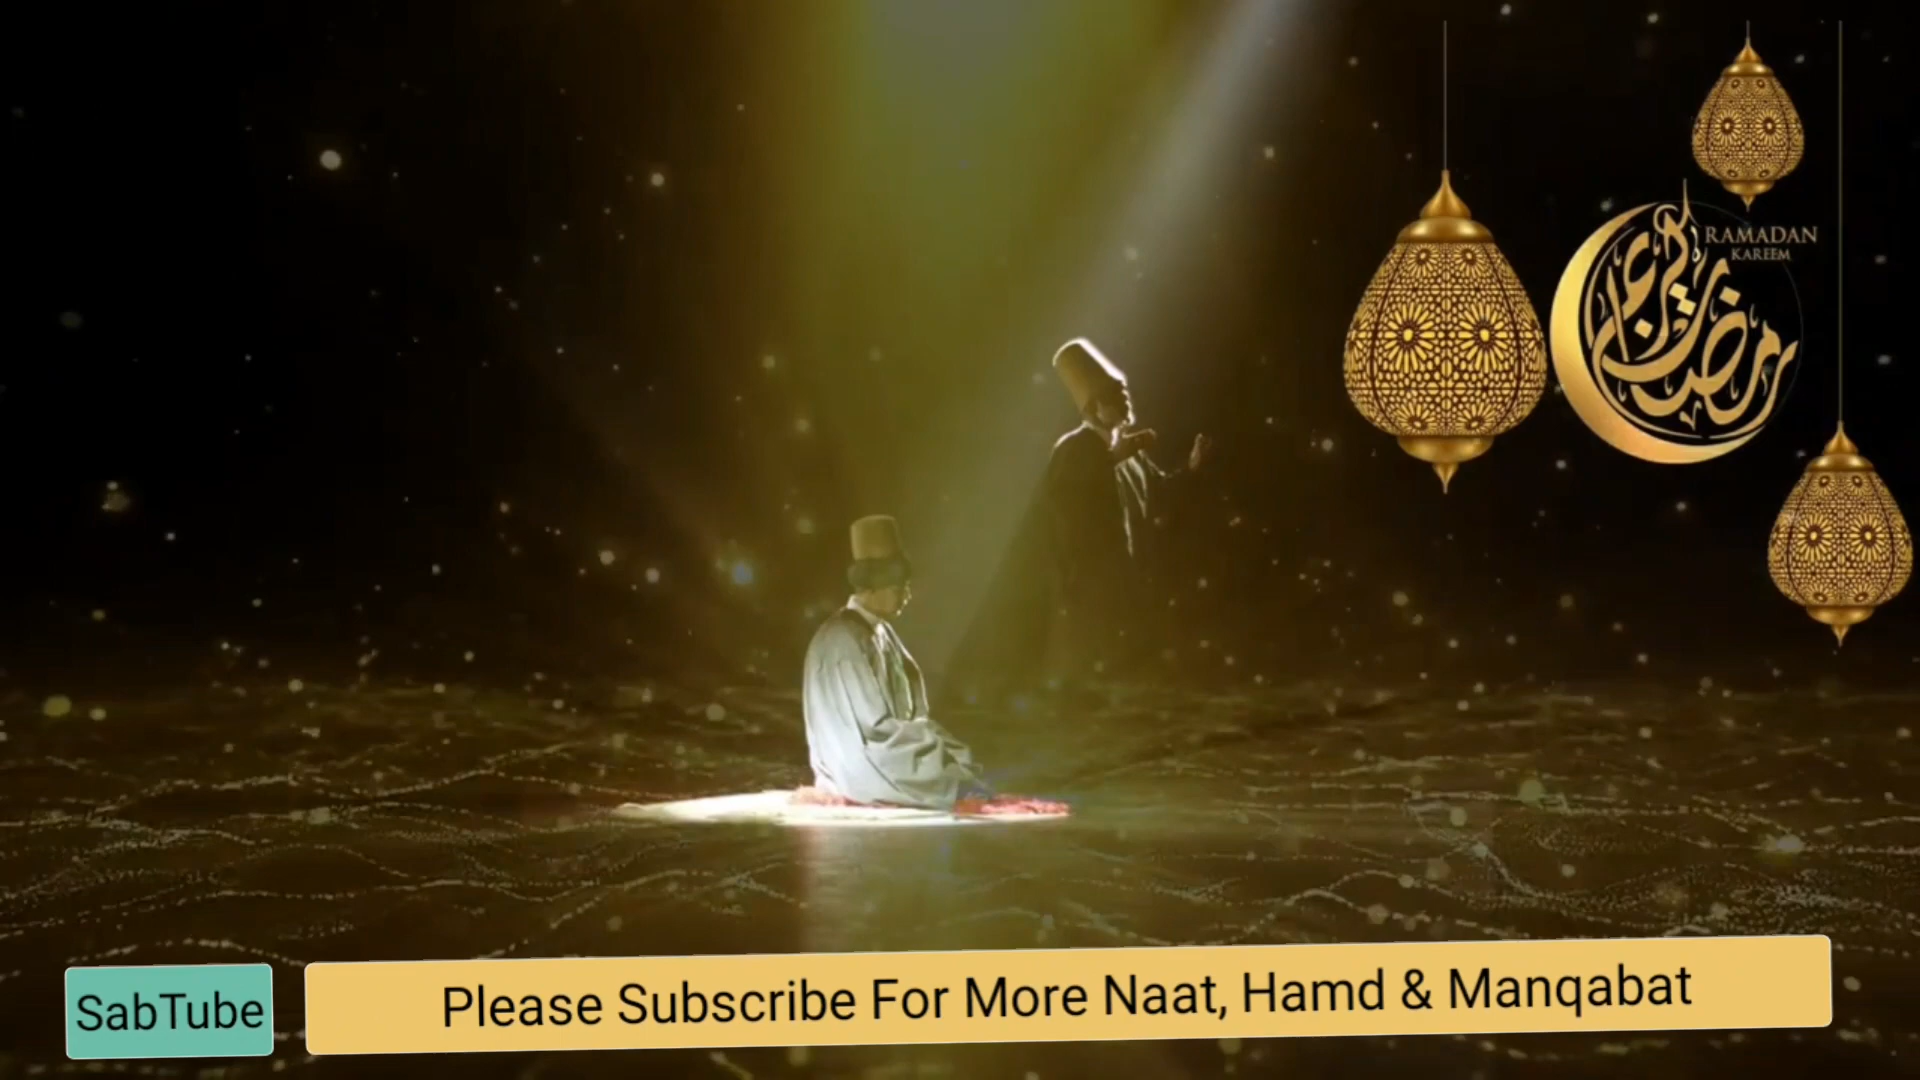 RAMADAN
KAREEM
رمضان كريم
SabTube
Please Subscribe For More Naat, Hamd & Manqabat